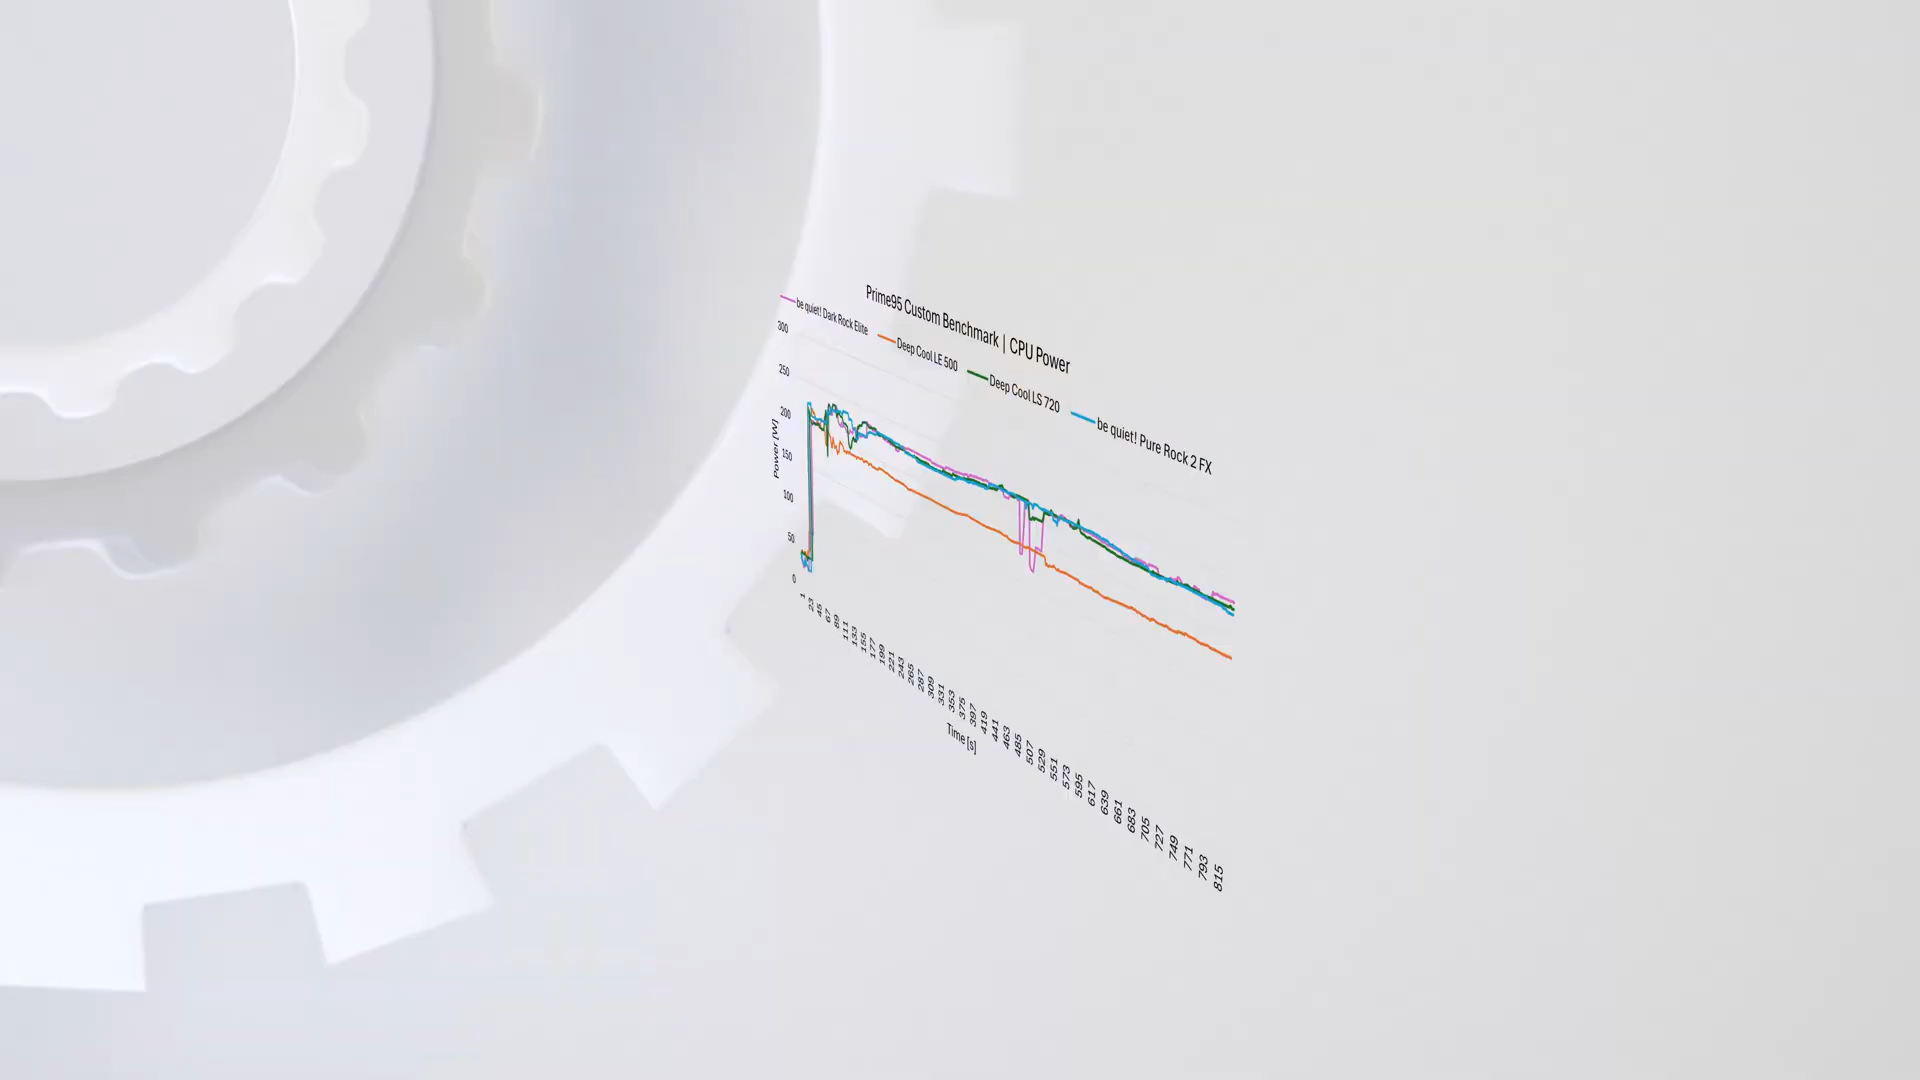 Prime95 Custom Benchmark | CPU Power
be quiet! Dark Rock Elite
Deep Cool LE 500
Deep Cool LS 720
be quiet! Pure Rock 2 FX
300
250
200
150
100
50
0
Power [W]
1 23 45 67 89 111 133 155 177 199 221 243 265 287 309 331 353 375 397 419 441 463 485 507 529 551 573 595 617 639 661 683 705 727 749 771 793 815
Time [s]